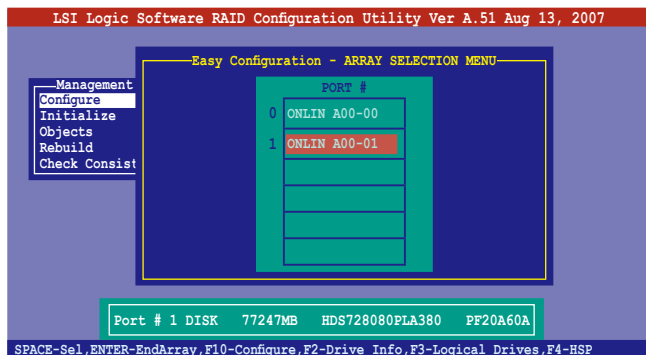 LSI Logic Software RAID Configuration Utility Ver A.51 Aug 13, 2007
Easy Configuration - ARRAY SELECTION MENU
Management
Configure
Initialize
Objects
Rebuild
Check Consist
PORT #
0 ONLIN A00-00
1 ONLIN A00-01
Port # 1 DISK 77247MB HDS728080PLA380 PF20A60A
SPACE-Sel,ENTER-EndArray,F10-Configure,F2-Drive Info,F3-Logical Drives,F4-HSP